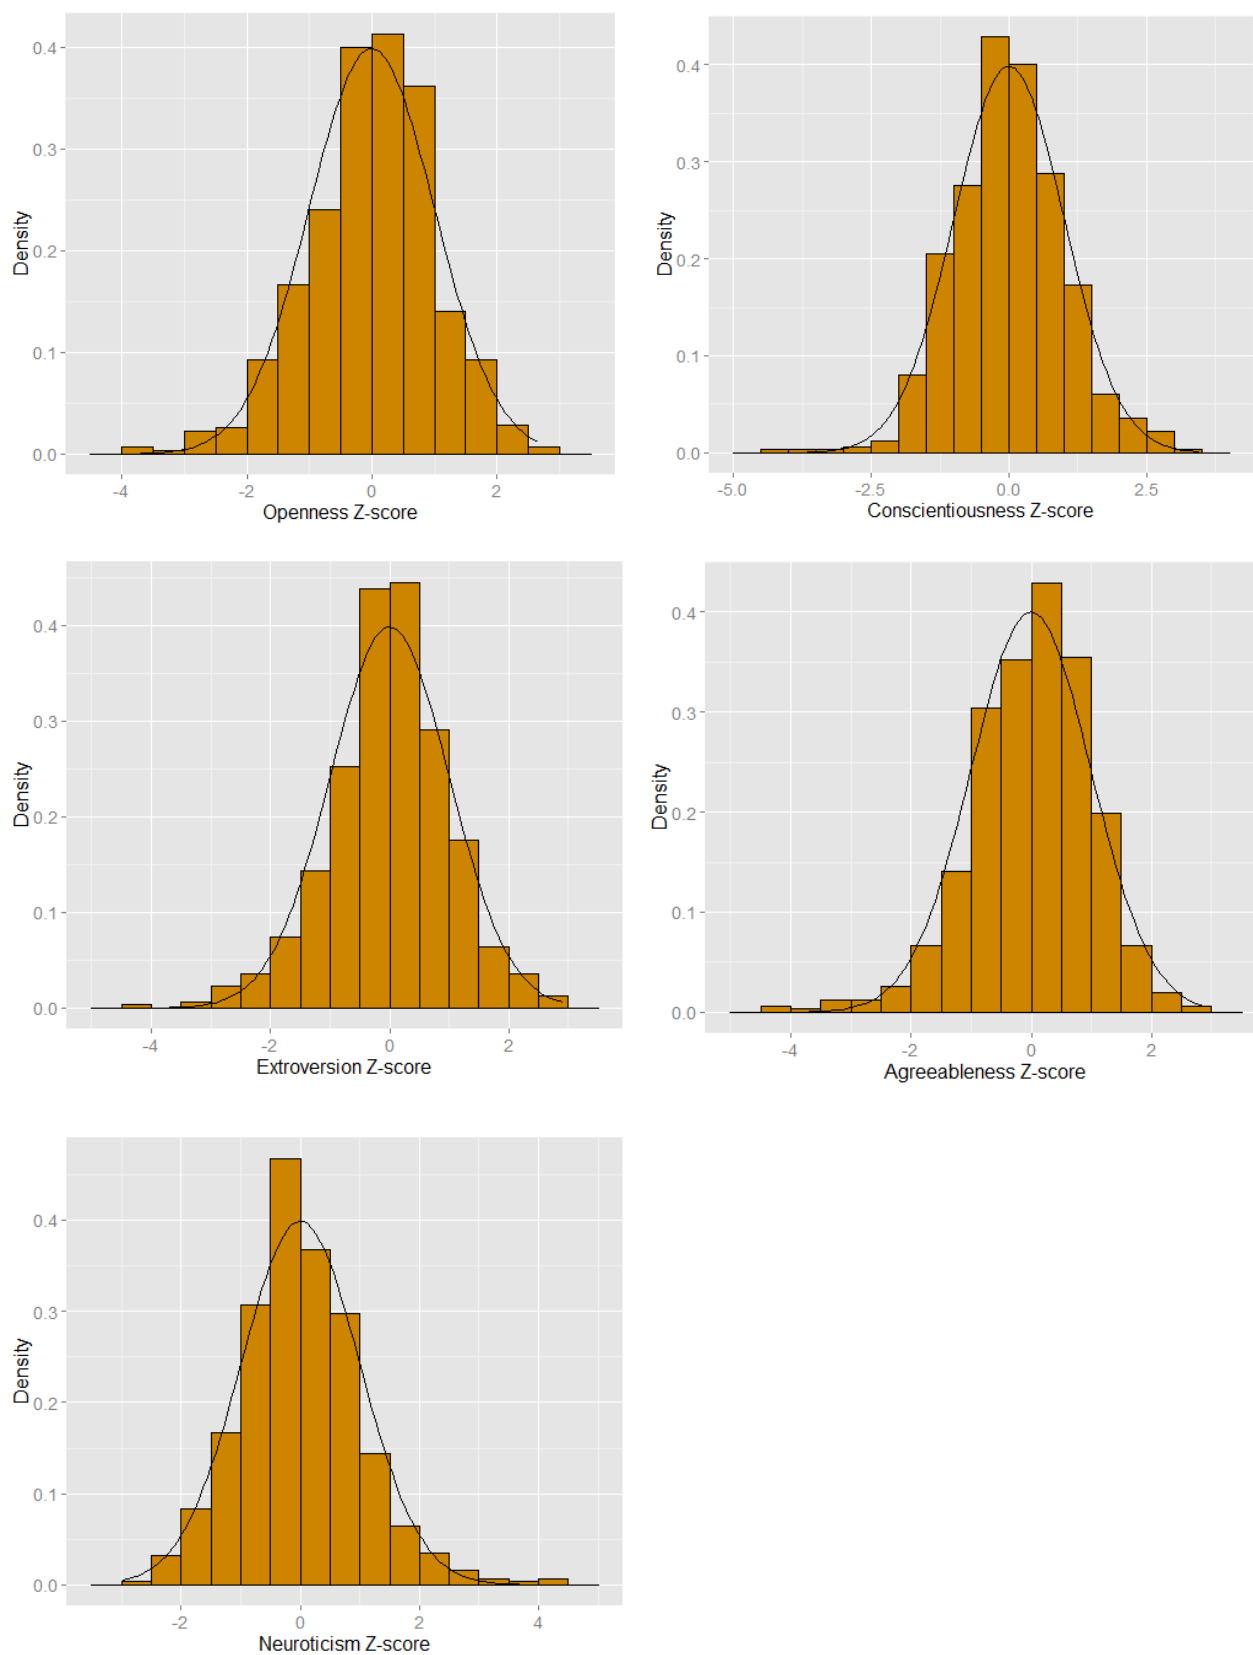 Density
0.4
0.3
0.2
0.1
0.0
-4 -2 0 2
Openness Z-score
Density
0.4
0.3
0.2
0.1
0.0
-5.0 -2.5 0.0 2.5
Conscientiousness Z-score
Density
0.4
0.3
0.2
0.1
0.0
-4 -2 0 2
Extroversion Z-score
Density
0.4
0.3
0.2
0.1
0.0
-4 -2 0 2
Agreeableness Z-score
Density
0.4
0.3
0.2
0.1
0.0
-2 0 2 4
Neuroticism Z-score